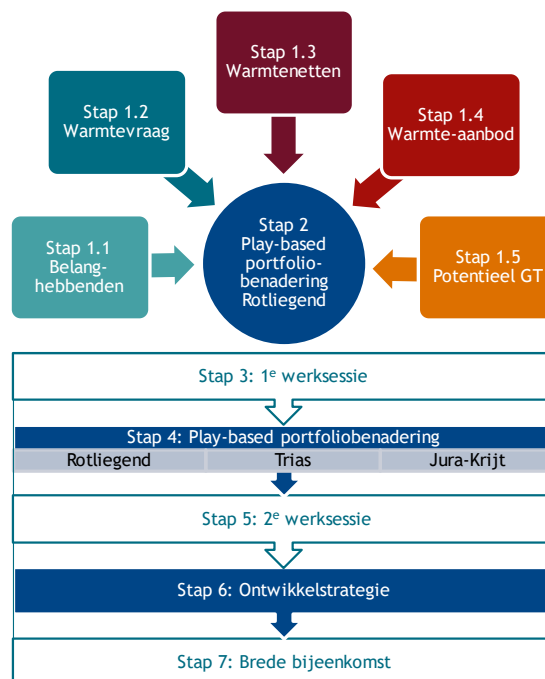 Stap 1.3
Warmtenetten
Stap 1.2
Warmtevraag
Stap 1.4
Warmte-aanbod
Stap 1.1
Belang-
hebbenden
Stap 2
Play-based
portfolio-
benadering
Rotliegend
Stap 1.5
Potentieel GT
Stap 3: 1e werksessie
Stap 4: Play-based portfoliobenadering
Rotliegend Trias Jura-Krijt
Stap 5: 2e werksessie
Stap 6: Ontwikkelstrategie
Stap 7: Brede bijeenkomst